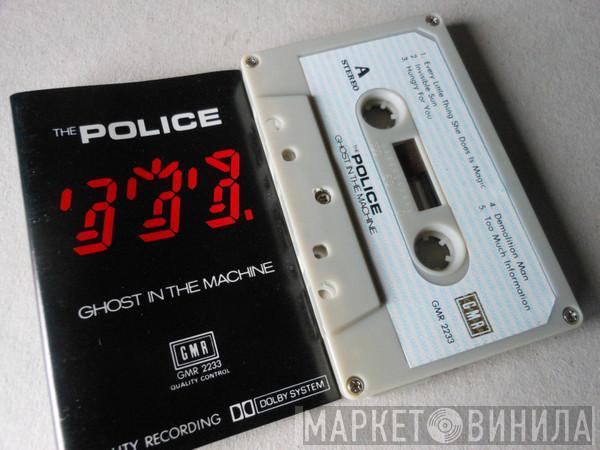 THE POLICE
GHOST IN THE MACHINE
GMR
GMR 2233
QUALITY CONTROL
ITY RECORDING DOLBY SYSTEM
A
STEREO
1. Every Little Thing She Does Is Magic
2. Invisible Sun
3. Hungry For You
4. Demolition Man
5. Too Much Information
THE POLICE
GHOST IN THE MACHINE
GMR
GMR 2233
МАРКЕТ ВИНИЛА